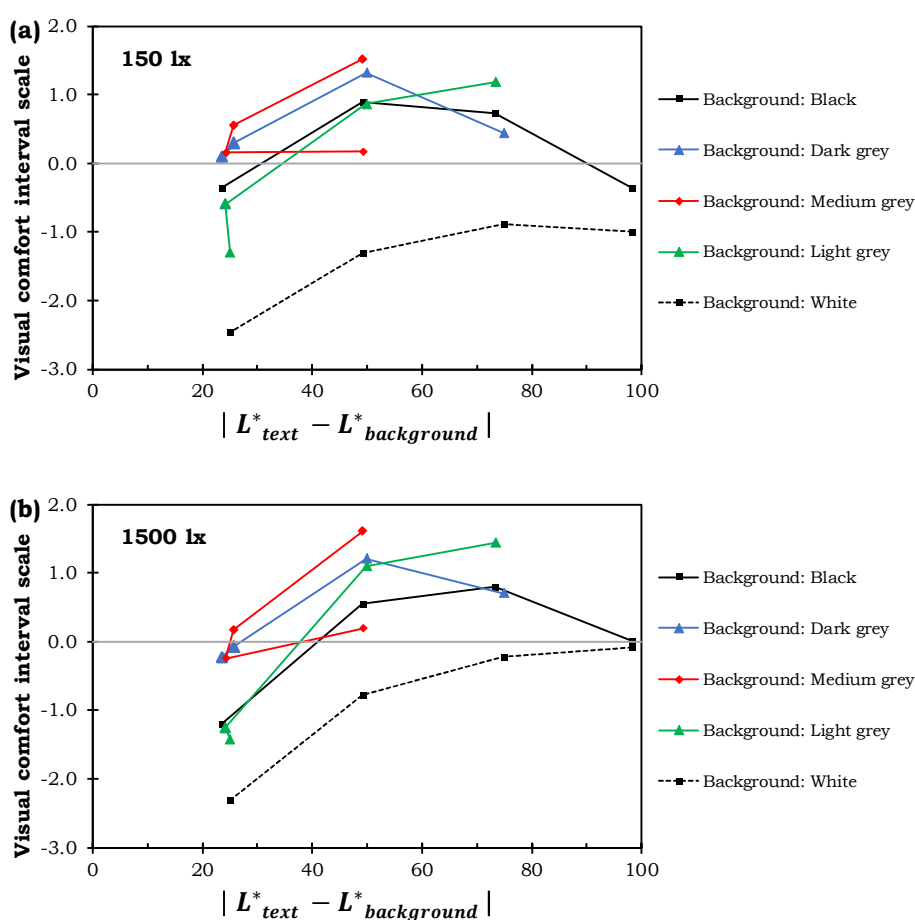 (a)
150 lx
Visual comfort interval scale
2.0
1.0
0.0
-1.0
-2.0
-3.0
0 20 40 60 80 100
| L*text − L*background |
Background: Black
Background: Dark grey
Background: Medium grey
Background: Light grey
Background: White
(b)
1500 lx
Visual comfort interval scale
2.0
1.0
0.0
-1.0
-2.0
-3.0
0 20 40 60 80 100
| L*text − L*background |
Background: Black
Background: Dark grey
Background: Medium grey
Background: Light grey
Background: White